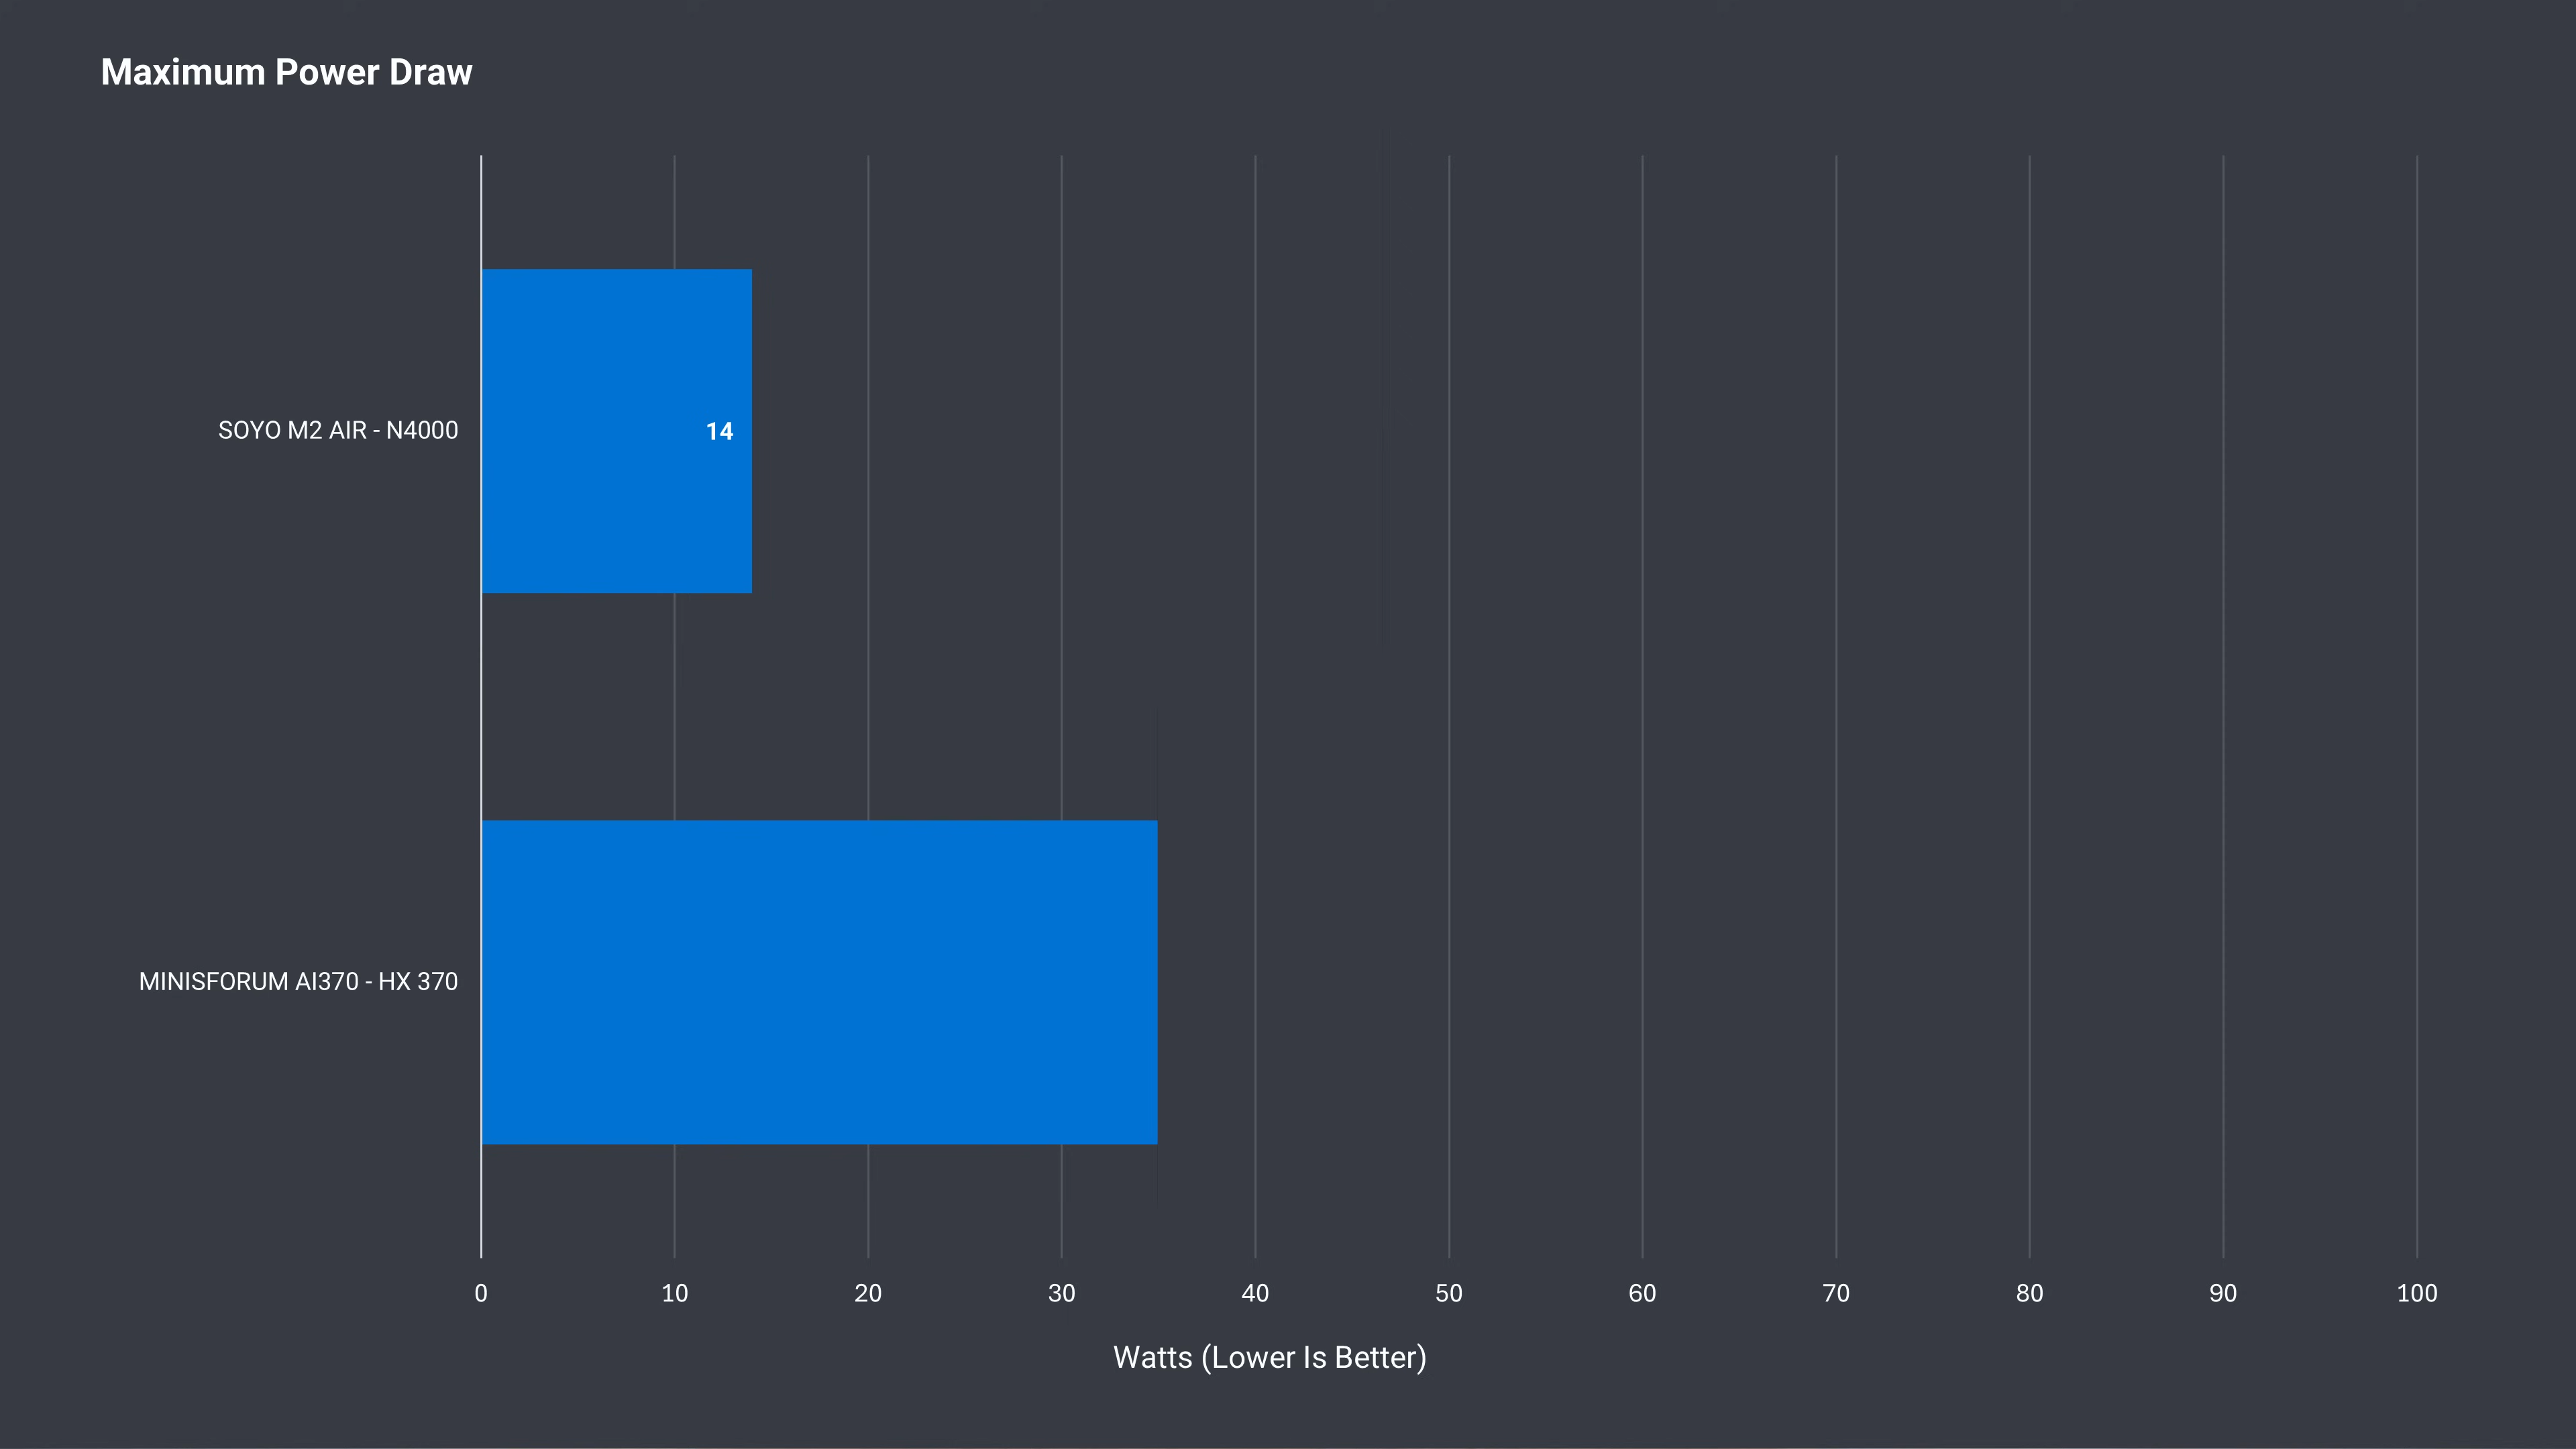 Maximum Power Draw
SOYO M2 AIR - N4000
14
MINISFORUM AI370 - HX 370
0 10 20 30 40 50 60 70 80 90 100
Watts (Lower Is Better)